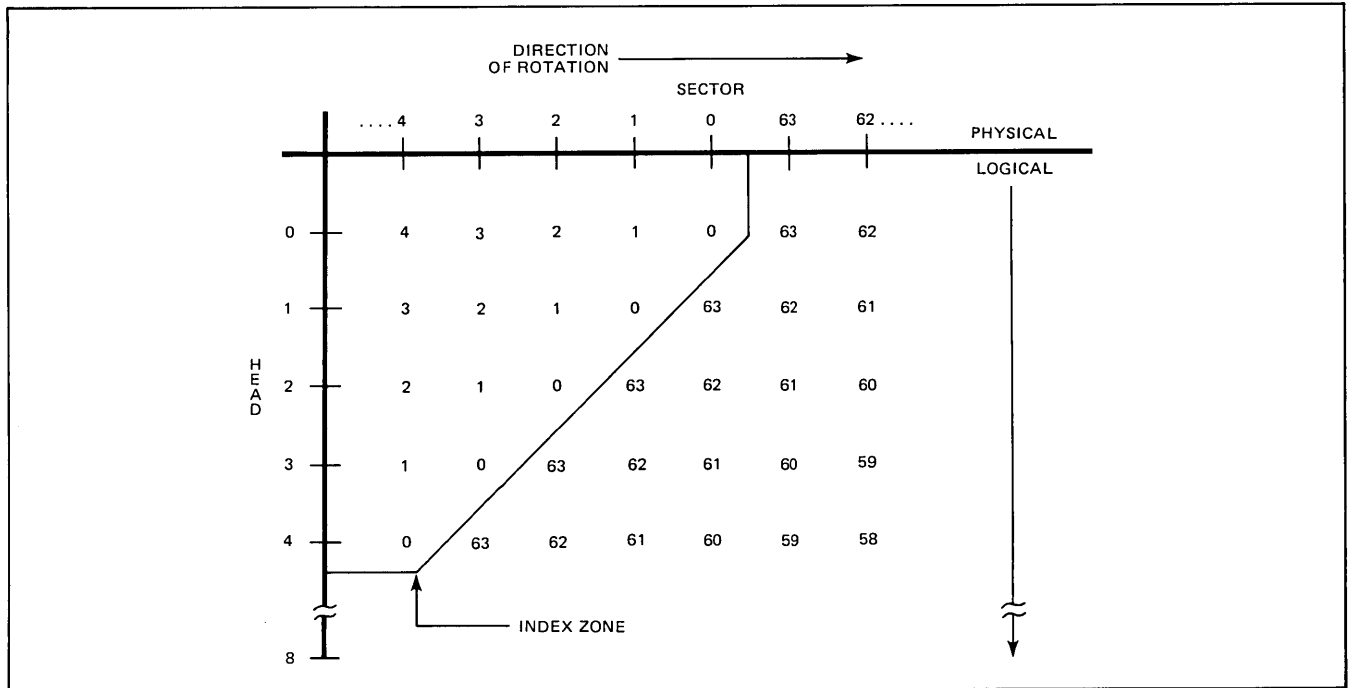 DIRECTION
OF ROTATION
SECTOR
....4 3 2 1 0 63 62....
PHYSICAL
LOGICAL
0 4 3 2 1 0 63 62
1 3 2 1 0 63 62 61
HEAD
2 2 1 0 63 62 61 60
3 1 0 63 62 61 60 59
4 0 63 62 61 60 59 58
INDEX ZONE
8